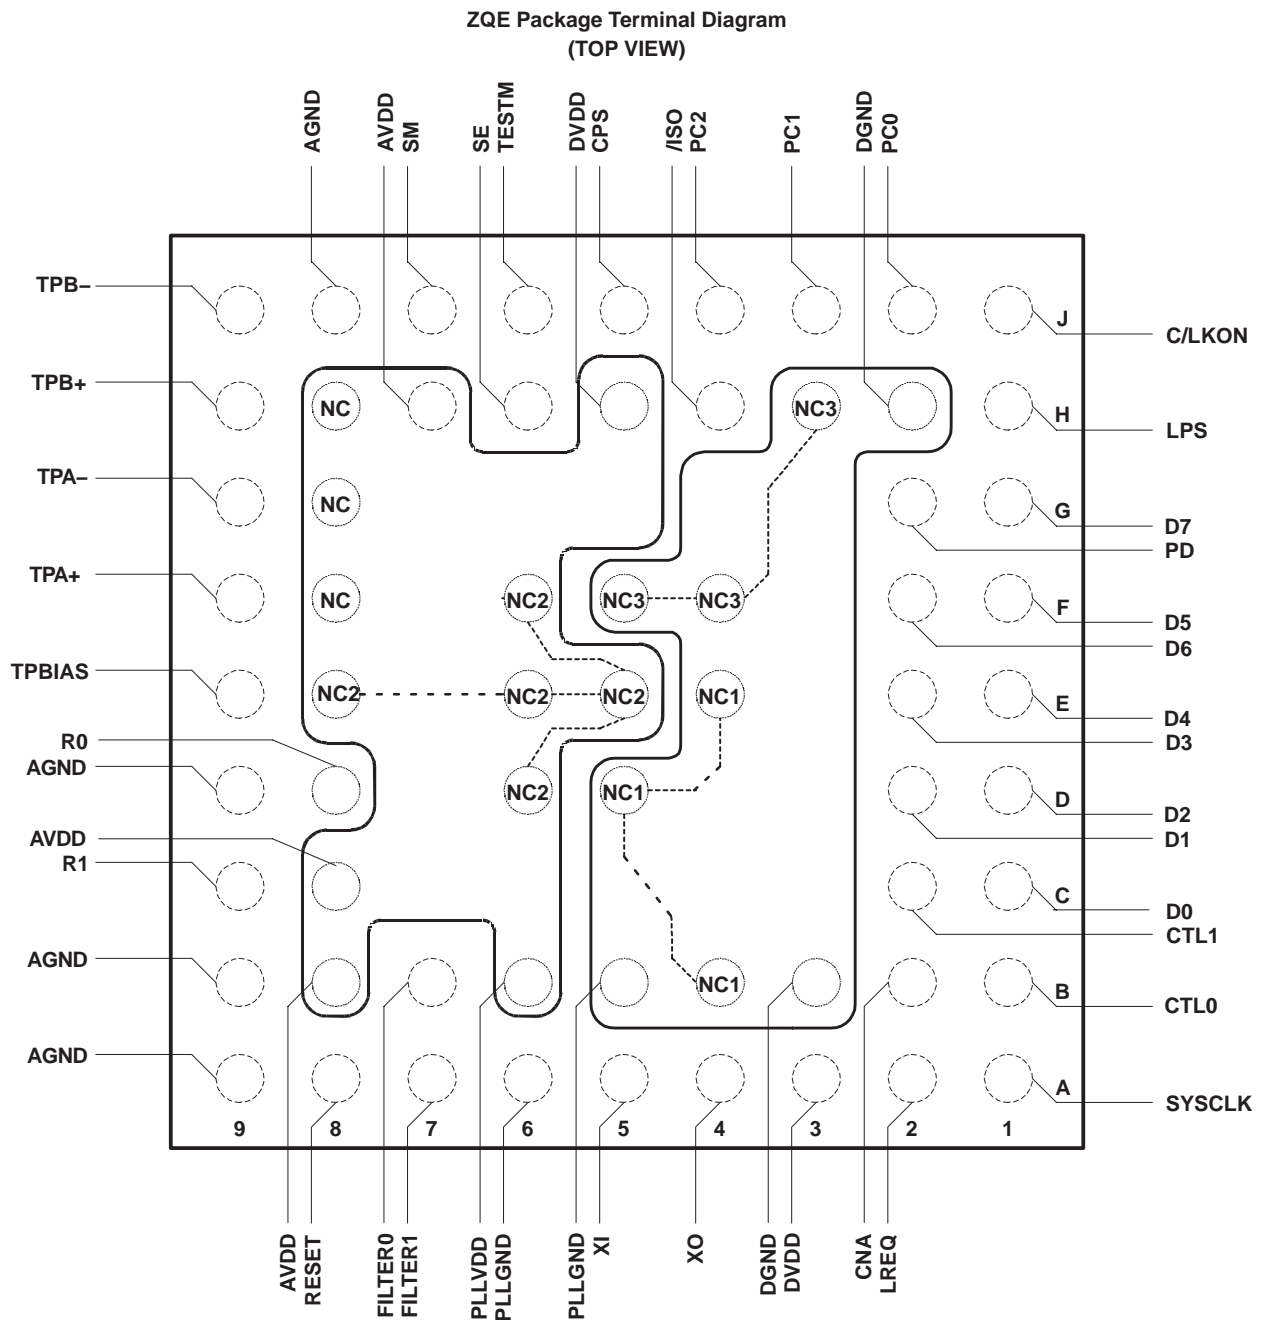 ZQE Package Terminal Diagram
(TOP VIEW)
AGND
AVDD
SM
SE
TESTM
DVDD
CPS
/ISO
PC2
PC1
DGND
PC0
TPB–
J
C/LKON
TPB+
NC
NC3
H
LPS
TPA–
NC
G
D7
PD
TPA+
NC
NC2
NC3
NC3
F
D5
D6
TPBIAS
NC2
NC2
NC2
NC1
E
D4
D3
R0
AGND
NC2
NC1
D
D2
D1
AVDD
R1
C
D0
CTL1
AGND
NC1
B
CTL0
AGND
A
SYSCLK
9 8 7 6 5 4 3 2 1
AVDD
RESET
FILTER0
FILTER1
PLLVDD
PLLGND
PLLGND
XI
XO
DGND
DVDD
CNA
LREQ